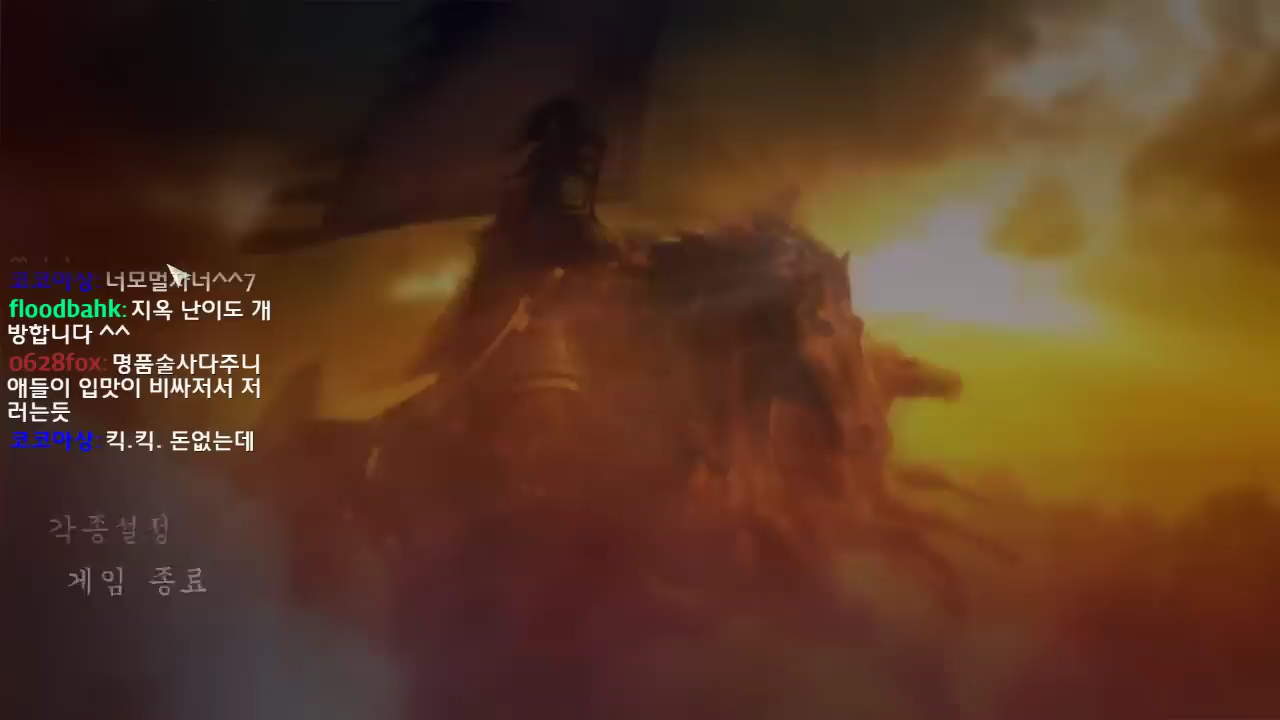 코코아상: 너모멀쟈너^^7
floodbahk: 지옥 난이도 개
방합니다 ^^
0628fox: 명품술사다주니
애들이 입맛이 비싸저서 저
러는듯
코코아상: 킥.킥. 돈없는데
각종설정
게임 종료